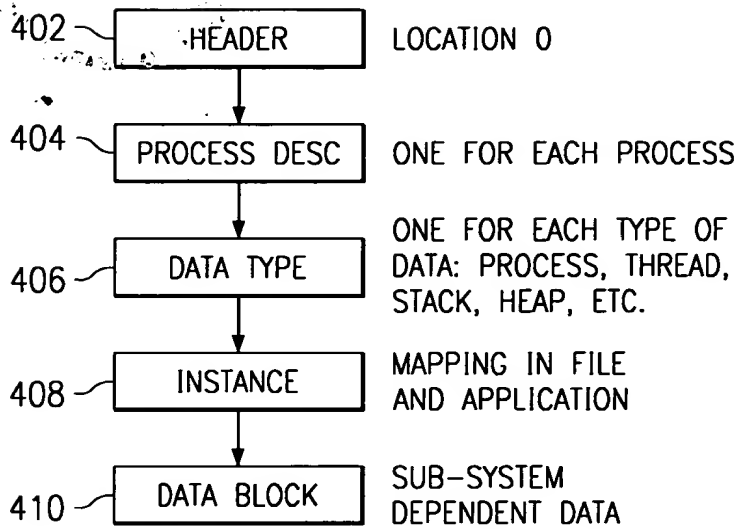 402 HEADER LOCATION 0
404 PROCESS DESC ONE FOR EACH PROCESS
406 DATA TYPE ONE FOR EACH TYPE OF
DATA: PROCESS, THREAD,
STACK, HEAP, ETC.
408 INSTANCE MAPPING IN FILE
AND APPLICATION
410 DATA BLOCK SUB-SYSTEM
DEPENDENT DATA